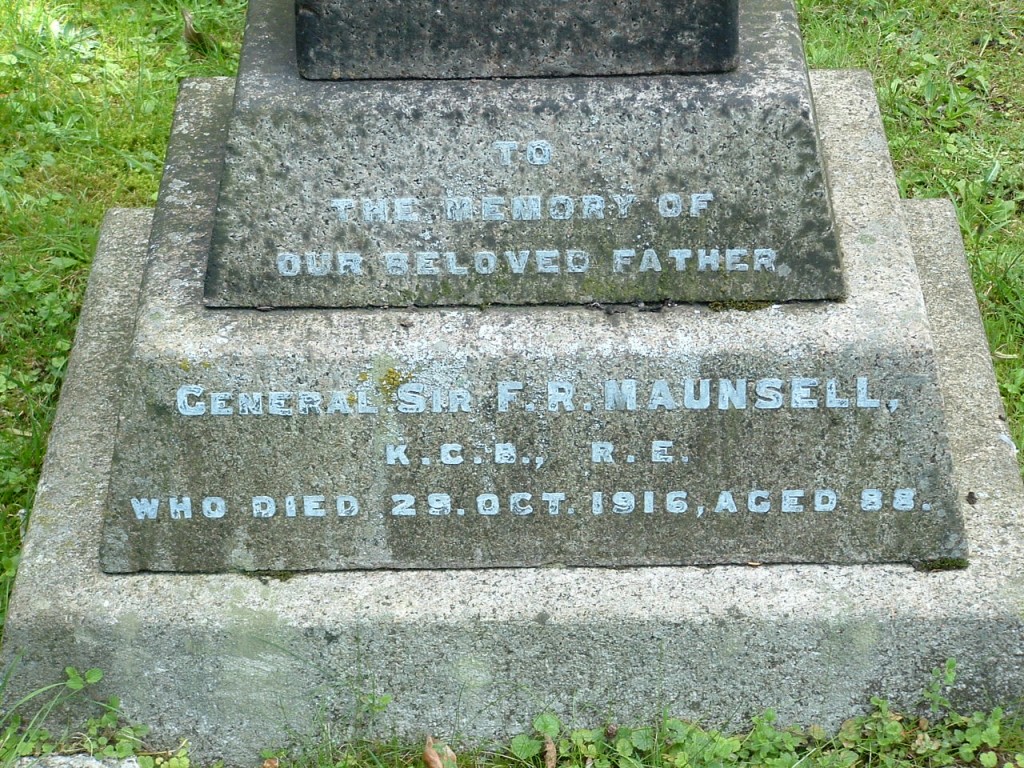 TO
THE MEMORY OF
OUR BELOVED FATHER
GENERAL SIR F.R. MAUNSELL,
K.C.B., R.E.
WHO DIED 29. OCT. 1916, AGED 88.